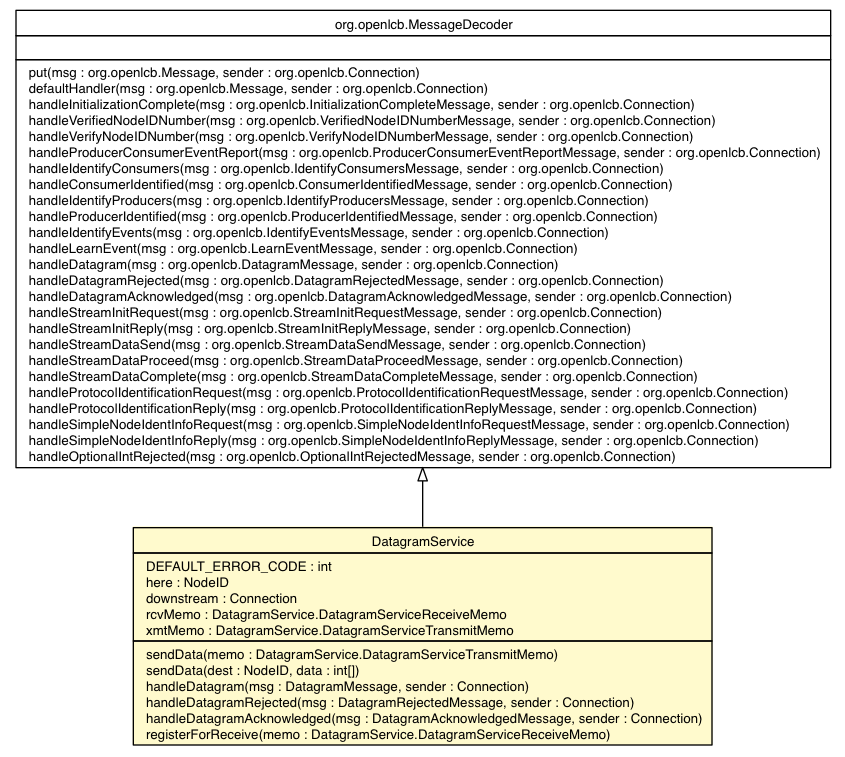 org.openlcb.MessageDecoder
put(msg : org.openlcb.Message, sender : org.openlcb.Connection)
defaultHandler(msg : org.openlcb.Message, sender : org.openlcb.Connection)
handleInitializationComplete(msg : org.openlcb.InitializationCompleteMessage, sender : org.openlcb.Connection)
handleVerifiedNodeIDNumber(msg : org.openlcb.VerifiedNodeIDNumberMessage, sender : org.openlcb.Connection)
handleVerifyNodeIDNumber(msg : org.openlcb.VerifyNodeIDNumberMessage, sender : org.openlcb.Connection)
handleProducerConsumerEventReport(msg : org.openlcb.ProducerConsumerEventReportMessage, sender : org.openlcb.Connection)
handleIdentifyConsumers(msg : org.openlcb.IdentifyConsumersMessage, sender : org.openlcb.Connection)
handleConsumerIdentified(msg : org.openlcb.ConsumerIdentifiedMessage, sender : org.openlcb.Connection)
handleIdentifyProducers(msg : org.openlcb.IdentifyProducersMessage, sender : org.openlcb.Connection)
handleProducerIdentified(msg : org.openlcb.ProducerIdentifiedMessage, sender : org.openlcb.Connection)
handleIdentifyEvents(msg : org.openlcb.IdentifyEventsMessage, sender : org.openlcb.Connection)
handleLearnEvent(msg : org.openlcb.LearnEventMessage, sender : org.openlcb.Connection)
handleDatagram(msg : org.openlcb.DatagramMessage, sender : org.openlcb.Connection)
handleDatagramRejected(msg : org.openlcb.DatagramRejectedMessage, sender : org.openlcb.Connection)
handleDatagramAcknowledged(msg : org.openlcb.DatagramAcknowledgedMessage, sender : org.openlcb.Connection)
handleStreamInitRequest(msg : org.openlcb.StreamInitRequestMessage, sender : org.openlcb.Connection)
handleStreamInitReply(msg : org.openlcb.StreamInitReplyMessage, sender : org.openlcb.Connection)
handleStreamDataSend(msg : org.openlcb.StreamDataSendMessage, sender : org.openlcb.Connection)
handleStreamDataProceed(msg : org.openlcb.StreamDataProceedMessage, sender : org.openlcb.Connection)
handleStreamDataComplete(msg : org.openlcb.StreamDataCompleteMessage, sender : org.openlcb.Connection)
handleProtocolIdentificationRequest(msg : org.openlcb.ProtocolIdentificationRequestMessage, sender : org.openlcb.Connection)
handleProtocolIdentificationReply(msg : org.openlcb.ProtocolIdentificationReplyMessage, sender : org.openlcb.Connection)
handleSimpleNodeIdentInfoRequest(msg : org.openlcb.SimpleNodeIdentInfoRequestMessage, sender : org.openlcb.Connection)
handleSimpleNodeIdentInfoReply(msg : org.openlcb.SimpleNodeIdentInfoReplyMessage, sender : org.openlcb.Connection)
handleOptionalIntRejected(msg : org.openlcb.OptionalIntRejectedMessage, sender : org.openlcb.Connection)
DatagramService
DEFAULT_ERROR_CODE : int
here : NodeID
downstream : Connection
rcvMemo : DatagramService.DatagramServiceReceiveMemo
xmtMemo : DatagramService.DatagramServiceTransmitMemo
sendData(memo : DatagramService.DatagramServiceTransmitMemo)
sendData(dest : NodeID, data : int[])
handleDatagram(msg : DatagramMessage, sender : Connection)
handleDatagramRejected(msg : DatagramRejectedMessage, sender : Connection)
handleDatagramAcknowledged(msg : DatagramAcknowledgedMessage, sender : Connection)
registerForReceive(memo : DatagramService.DatagramServiceReceiveMemo)